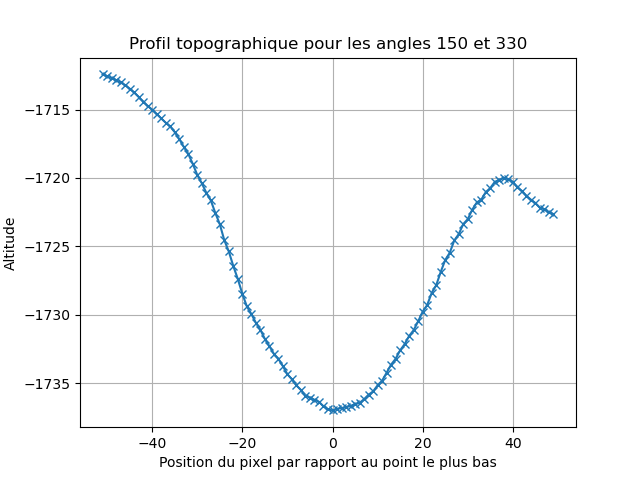 Profil topographique pour les angles 150 et 330
−1715
−1720
−1725
−1730
−1735
Altitude
−40 −20 0 20 40
Position du pixel par rapport au point le plus bas